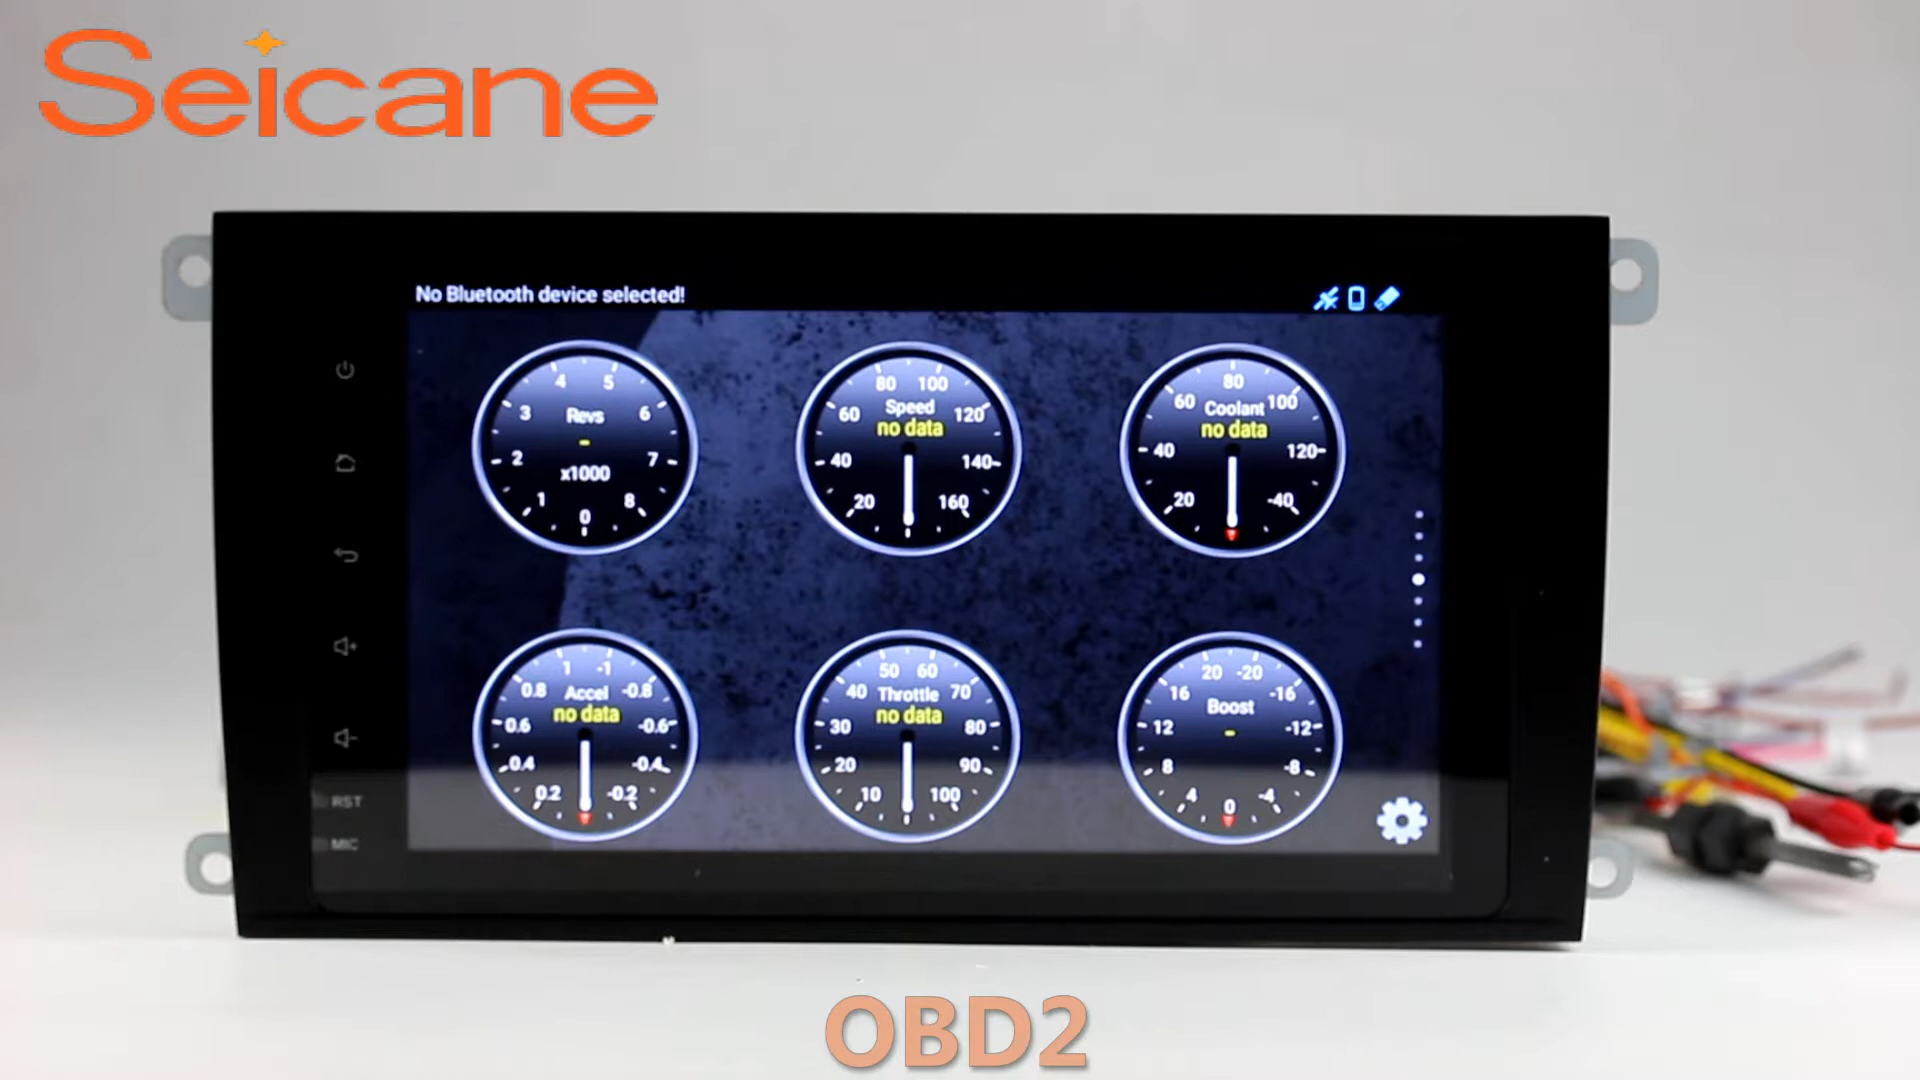 Seicane
No Bluetooth device selected!
4 5
3 Revs 6
-
2 7
x1000
1 8
0
80 100
60 Speed 120
no data
40 140
20 160
80
60 Coolant 100
no data
40 120
20 -40
1 -1
0.8 Accel -0.8
no data
0.6 -0.6
0.4 -0.4
0.2 -0.2
50 60
40 Throttle 70
no data
30 80
20 90
10 100
20 -20
16 -16
Boost
12 - -12
8 -8
4 -4
0
RST
MIC
OBD2